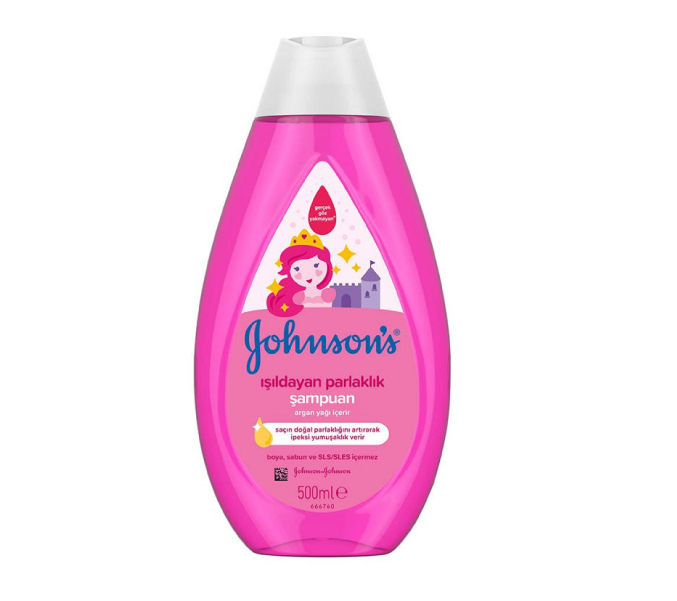 gerçek
göz
yakmayan*
Johnson's®
ışıldayan parlaklık
şampuan
argan yağı içerir
saçın doğal parlaklığını artırarak
ipeksi yumuşaklık verir
boya, sabun ve SLS/SLES içermez
Johnson&Johnson
500ml e
666760